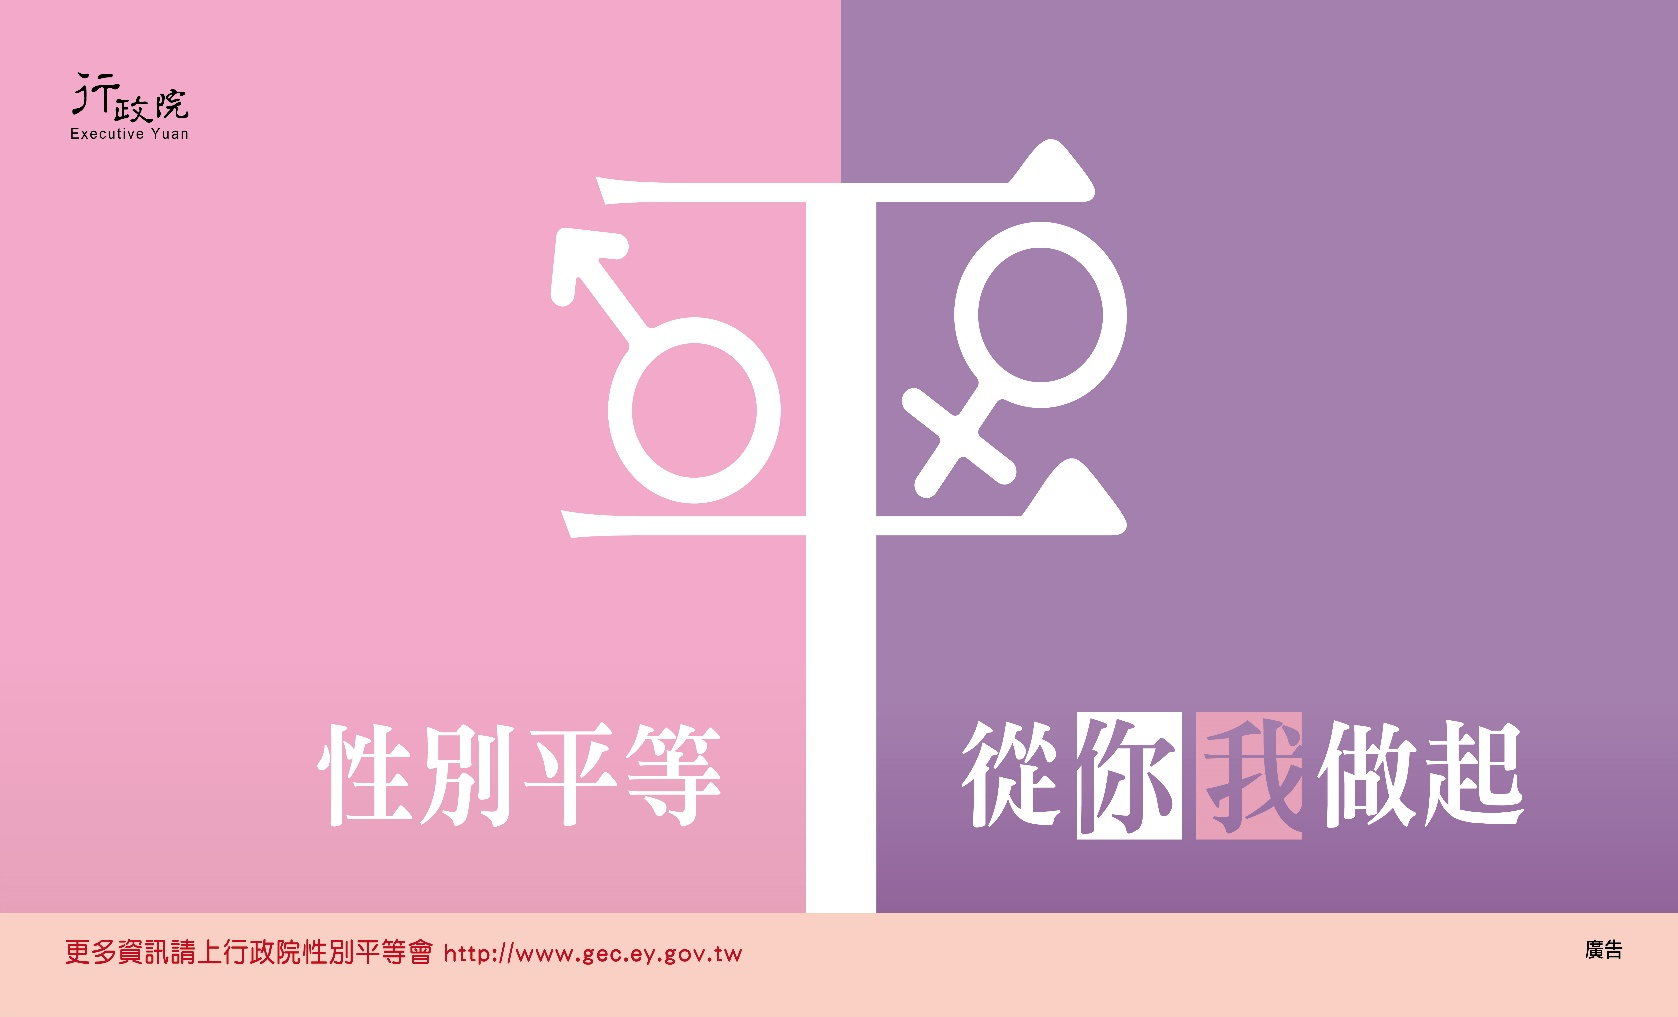 行政院
Executive Yuan
平
性別平等
從你我做起
更多資訊請上行政院性別平等會 http://www.gec.ey.gov.tw
廣告